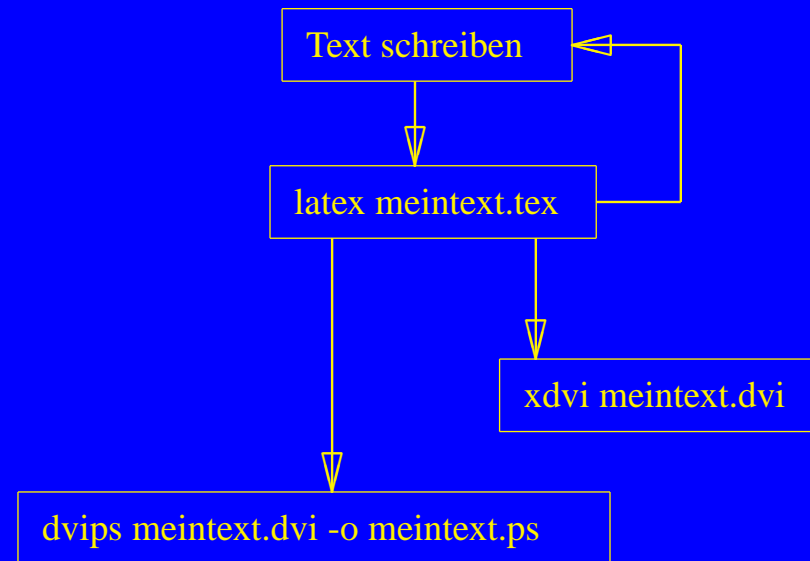 Text schreiben
latex meintext.tex
xdvi meintext.dvi
dvips meintext.dvi -o meintext.ps